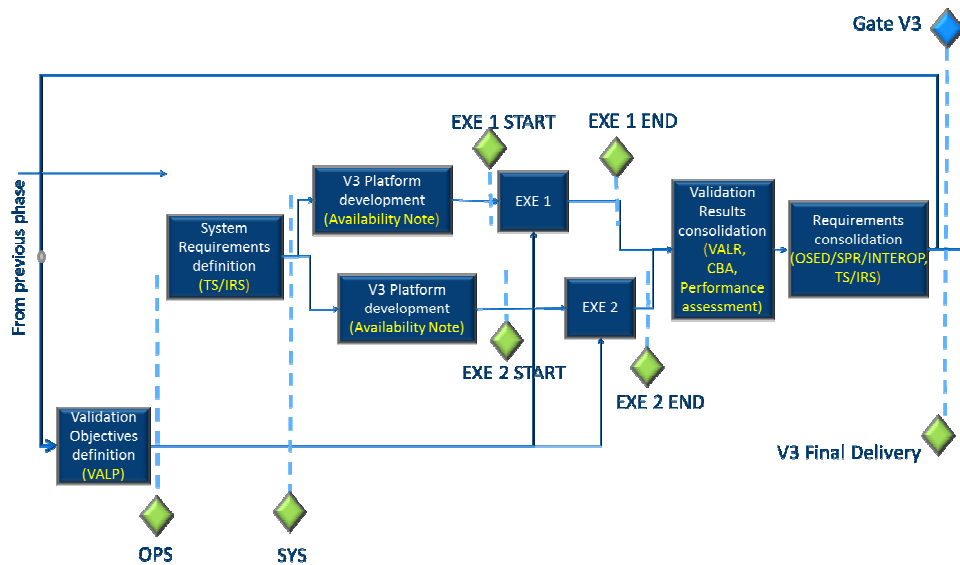 Gate V3
EXE 1 START
EXE 1 END
From previous phase
V3 Platform
development
(Availability Note)
EXE 1
Validation
Results
consolidation
(VALR,
CBA,
Performance
assessment)
Requirements
consolidation
(OSED/SPR/INTEROP,
TS/IRS)
System
Requirements
definition
(TS/IRS)
V3 Platform
development
(Availability Note)
EXE 2
EXE 2 START
EXE 2 END
Validation
Objectives
definition
(VALP)
V3 Final Delivery
OPS
SYS